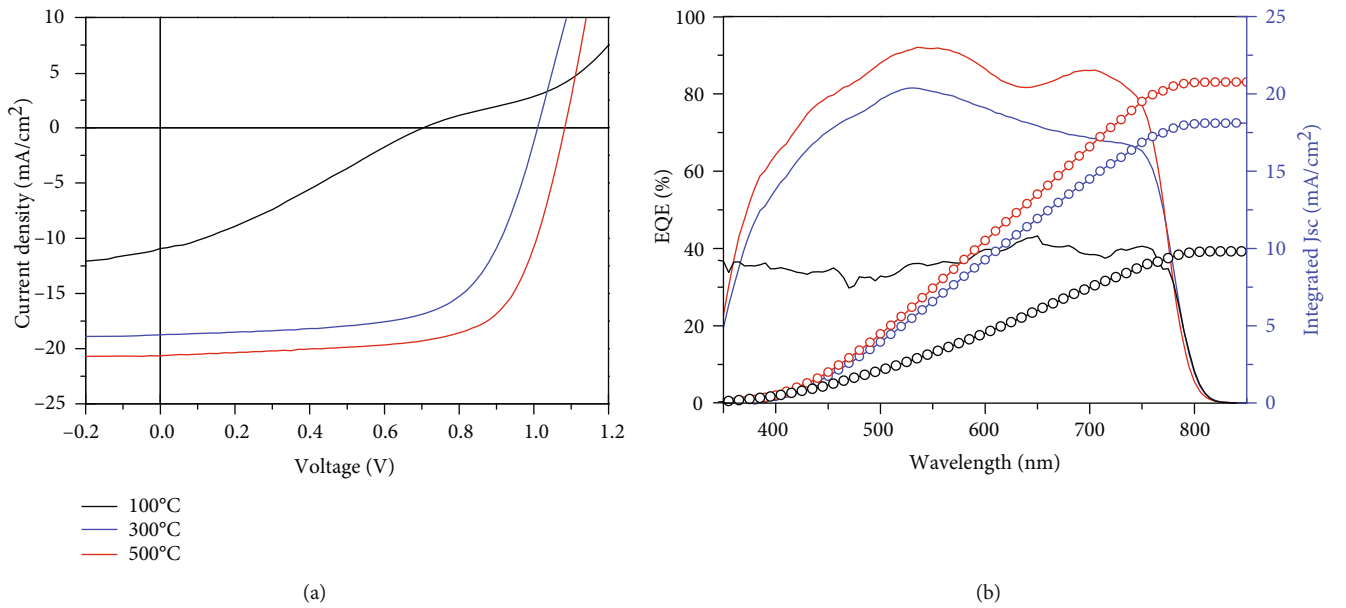 10
5
0
−5
−10
−15
−20
−25
Current density (mA/cm2)
−0.2 0.0 0.2 0.4 0.6 0.8 1.0 1.2
Voltage (V)
100°C
300°C
500°C
(a)
100
80
60
40
20
0
EQE (%)
400 500 600 700 800
Wavelength (nm)
25
20
15
10
5
0
Integrated Jsc (mA/cm2)
(b)